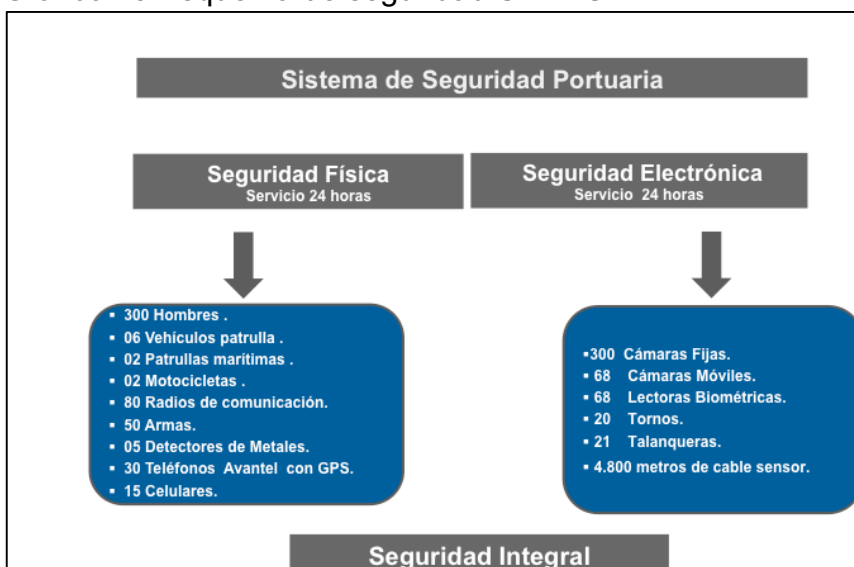 Sistema de Seguridad Portuaria
Seguridad Física
Servicio 24 horas
▪ 300 Hombres .
▪ 06 Vehículos patrulla .
▪ 02 Patrullas marítimas .
▪ 02 Motocicletas .
▪ 80 Radios de comunicación.
▪ 50 Armas.
▪ 05 Detectores de Metales.
▪ 30 Teléfonos Avantel con GPS.
▪ 15 Celulares.
Seguridad Electrónica
Servicio 24 horas
▪300 Cámaras Fijas.
▪ 68 Cámaras Móviles.
▪ 68 Lectoras Biométricas.
▪ 20 Tornos.
▪ 21 Talanqueras.
▪ 4.800 metros de cable sensor.
Seguridad Integral